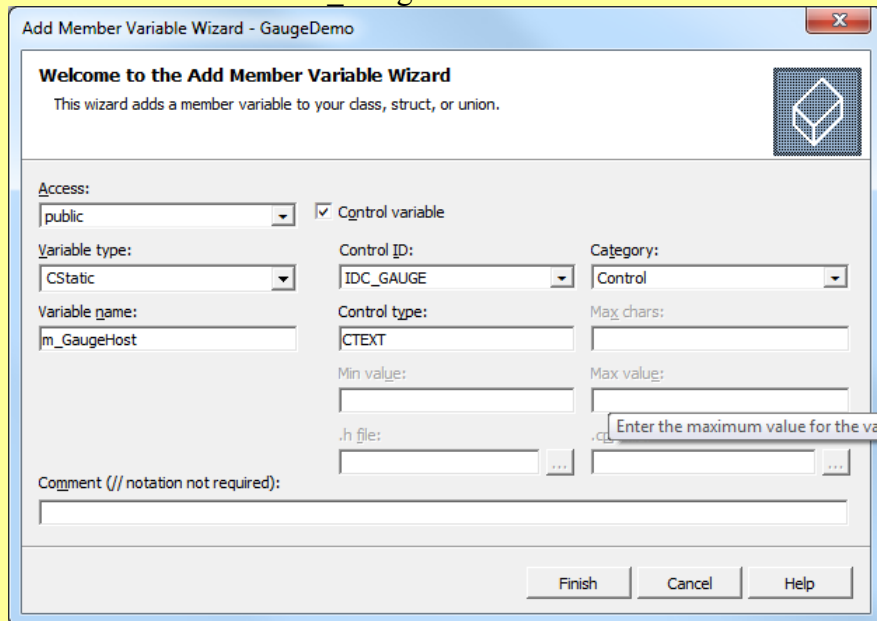 Add Member Variable Wizard - GaugeDemo
Welcome to the Add Member Variable Wizard
This wizard adds a member variable to your class, struct, or union.
Access:
public
Control variable
Variable type:
Control ID:
Category:
CStatic
IDC_GAUGE
Control
Variable name:
Control type:
Max chars:
m_GaugeHost
CTEXT
Min value:
Max value:
Enter the maximum value for the
.h file:
...
...
Comment (// notation not required):
Finish
Cancel
Help